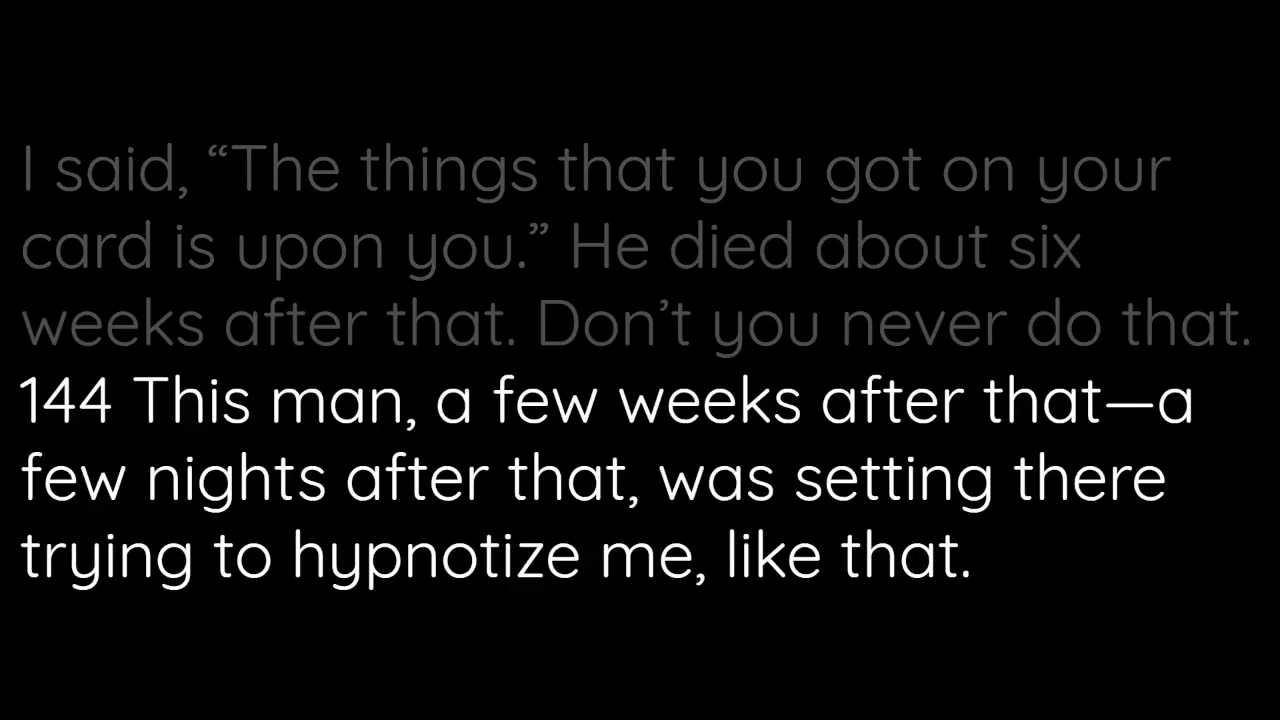 I said, “The things that you got on your
card is upon you.” He died about six
weeks after that. Don’t you never do that.
144 This man, a few weeks after that—a
few nights after that, was setting there
trying to hypnotize me, like that.